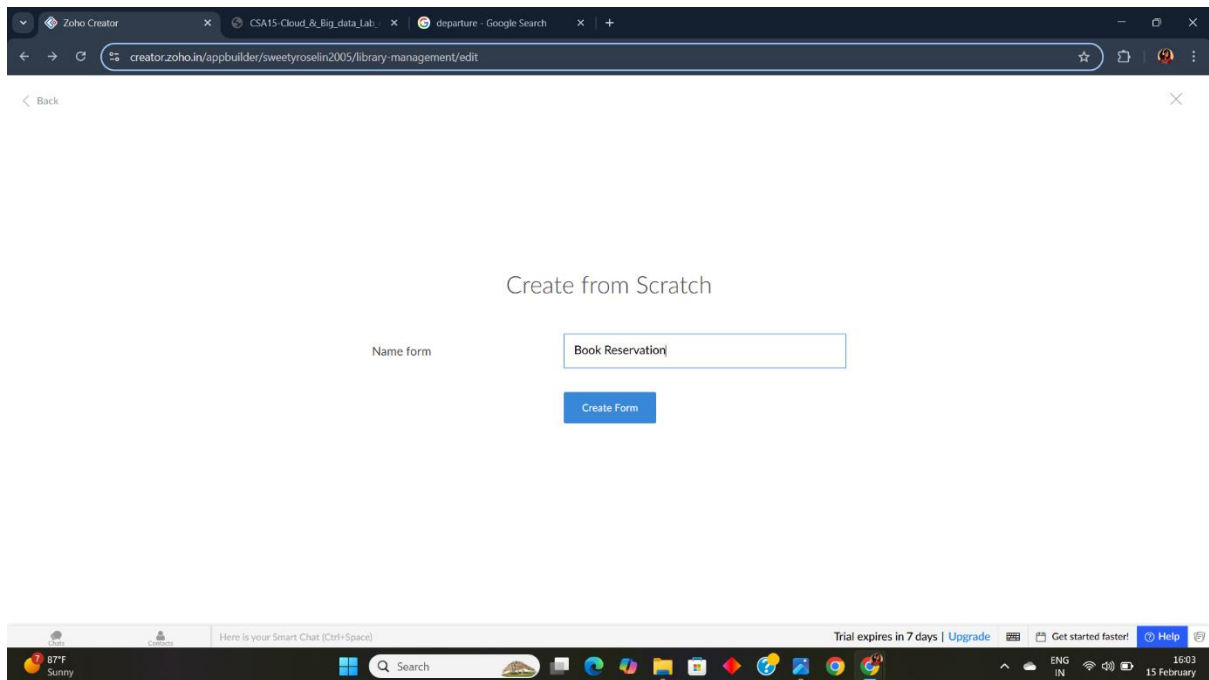 Zoho Creator
CSA15-Cloud_&_Big_data_Lab_
departure - Google Search
creator.zoho.in/appbuilder/sweetyroselin2005/library-management/edit
Back
Create from Scratch
Name form
Book Reservation
Create Form
Chats
Contacts
Here is your Smart Chat (Ctrl+Space)
Trial expires in 7 days | Upgrade
Get started faster!
Help
7
87°F
Sunny
Search
ENG
IN
16:03
15 February